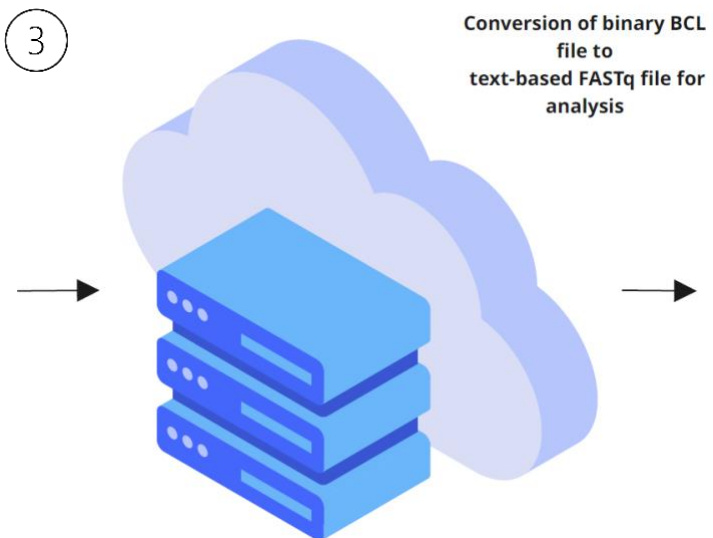 3
Conversion of binary BCL
file to
text-based FASTq file for
analysis